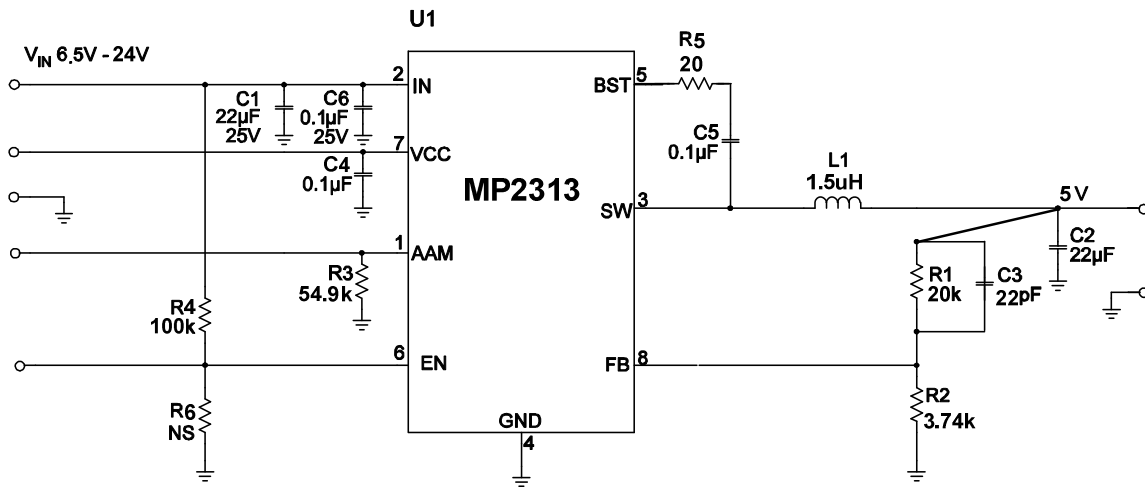 U1
V_IN 6.5V - 24V
R5
20
2
IN
BST
5
C1
22µF
25V
C6
0.1µF
25V
C5
0.1µF
7
VCC
C4
0.1µF
MP2313
L1
1.5uH
SW
3
5V
1
AAM
R3
54.9k
C2
22µF
R1
20k
C3
22pF
R4
100k
6
EN
FB
8
R6
NS
GND
4
R2
3.74k